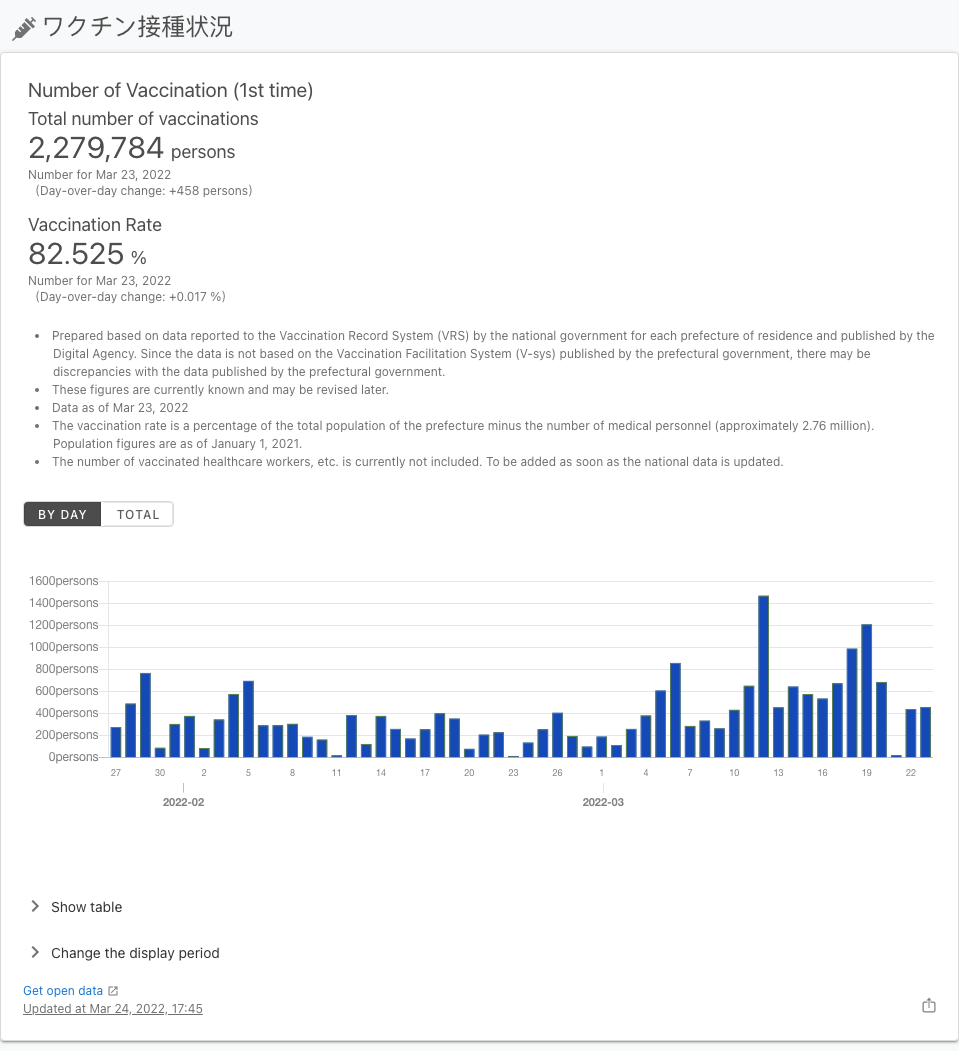 ワクチン接種状況
Number of Vaccination (1st time)
Total number of vaccinations
2,279,784 persons
Number for Mar 23, 2022
(Day-over-day change: +458 persons)
Vaccination Rate
82.525 %
Number for Mar 23, 2022
(Day-over-day change: +0.017 %)
• Prepared based on data reported to the Vaccination Record System (VRS) by the national government for each prefecture of residence and published by the
Digital Agency. Since the data is not based on the Vaccination Facilitation System (V-sys) published by the prefectural government, there may be
discrepancies with the data published by the prefectural government.
• These figures are currently known and may be revised later.
• Data as of Mar 23, 2022
• The vaccination rate is a percentage of the total population of the prefecture minus the number of medical personnel (approximately 2.76 million).
Population figures are as of January 1, 2021.
• The number of vaccinated healthcare workers, etc. is currently not included. To be added as soon as the national data is updated.
BY DAY TOTAL
1600persons
1400persons
1200persons
1000persons
800persons
600persons
400persons
200persons
0persons
27 30 2 5 8 11 14 17 20 23 26 1 4 7 10 13 16 19 22
2022-02 2022-03
Show table
Change the display period
Get open data
Updated at Mar 24, 2022, 17:45